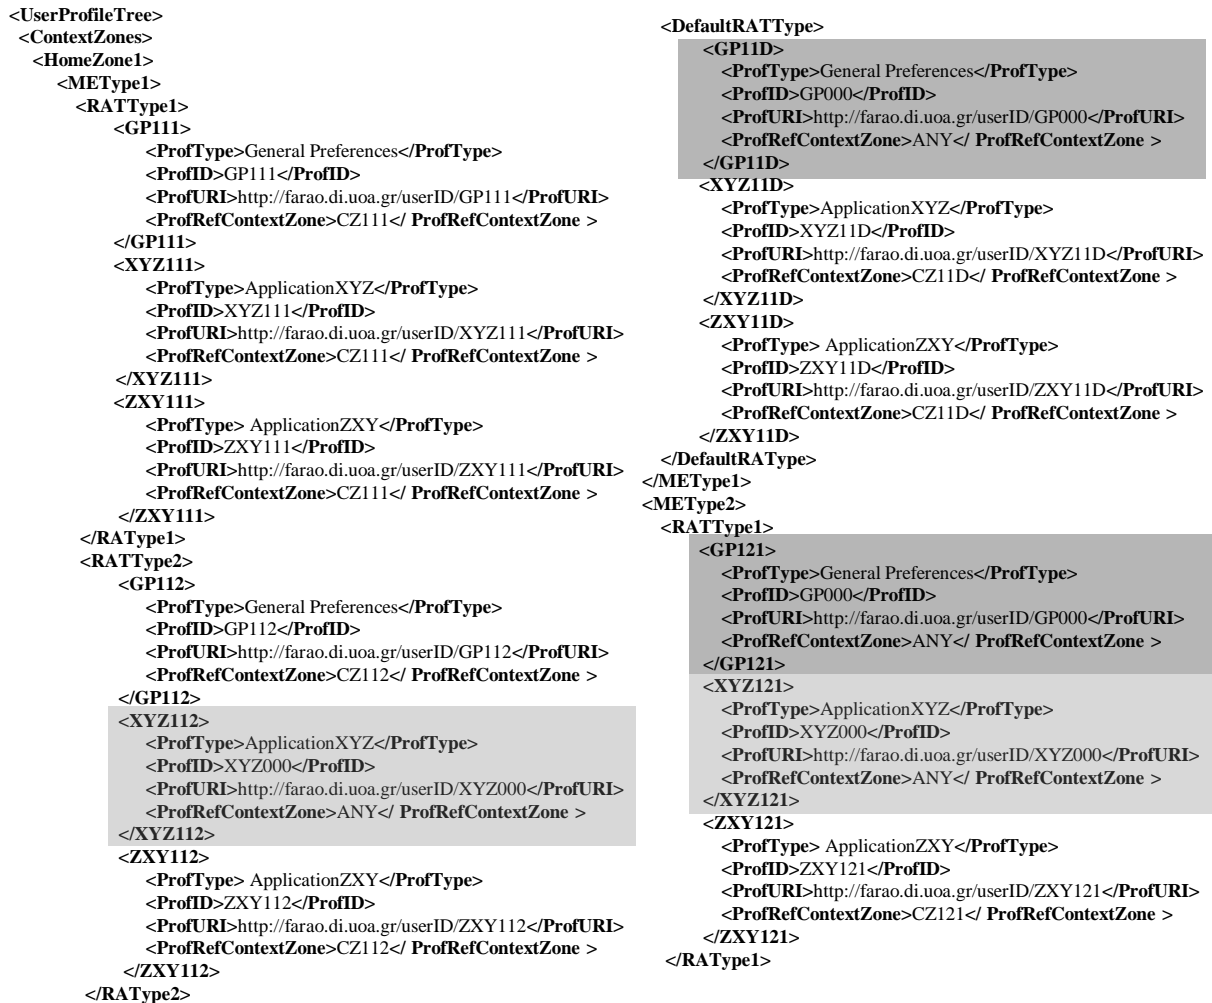 <UserProfileTree>
<ContextZones>
<HomeZone1>
<METype1>
<RATType1>
<GP111>
<ProfType>General Preferences</ProfType>
<ProfID>GP111</ProfID>
<ProfURI>http://farao.di.uoa.gr/userID/GP111</ProfURI>
<ProfRefContextZone>CZ111</ ProfRefContextZone >
</GP111>
<XYZ111>
<ProfType>ApplicationXYZ</ProfType>
<ProfID>XYZ111</ProfID>
<ProfURI>http://farao.di.uoa.gr/userID/XYZ111</ProfURI>
<ProfRefContextZone>CZ111</ ProfRefContextZone >
</XYZ111>
<ZXY111>
<ProfType> ApplicationZXY</ProfType>
<ProfID>ZXY111</ProfID>
<ProfURI>http://farao.di.uoa.gr/userID/ZXY111</ProfURI>
<ProfRefContextZone>CZ111</ ProfRefContextZone >
</ZXY111>
</RAType1>
<RATType2>
<GP112>
<ProfType>General Preferences</ProfType>
<ProfID>GP112</ProfID>
<ProfURI>http://farao.di.uoa.gr/userID/GP112</ProfURI>
<ProfRefContextZone>CZ112</ ProfRefContextZone >
</GP112>
<XYZ112>
<ProfType>ApplicationXYZ</ProfType>
<ProfID>XYZ000</ProfID>
<ProfURI>http://farao.di.uoa.gr/userID/XYZ000</ProfURI>
<ProfRefContextZone>ANY</ ProfRefContextZone >
</XYZ112>
<ZXY112>
<ProfType> ApplicationZXY</ProfType>
<ProfID>ZXY112</ProfID>
<ProfURI>http://farao.di.uoa.gr/userID/ZXY112</ProfURI>
<ProfRefContextZone>CZ112</ ProfRefContextZone >
</ZXY112>
</RAType2>
<DefaultRATType>
<GP11D>
<ProfType>General Preferences</ProfType>
<ProfID>GP000</ProfID>
<ProfURI>http://farao.di.uoa.gr/userID/GP000</ProfURI>
<ProfRefContextZone>ANY</ ProfRefContextZone >
</GP11D>
<XYZ11D>
<ProfType>ApplicationXYZ</ProfType>
<ProfID>XYZ11D</ProfID>
<ProfURI>http://farao.di.uoa.gr/userID/XYZ11D</ProfURI>
<ProfRefContextZone>CZ11D</ ProfRefContextZone >
</XYZ11D>
<ZXY11D>
<ProfType> ApplicationZXY</ProfType>
<ProfID>ZXY11D</ProfID>
<ProfURI>http://farao.di.uoa.gr/userID/ZXY11D</ProfURI>
<ProfRefContextZone>CZ11D</ ProfRefContextZone >
</ZXY11D>
</DefaultRAType>
</METype1>
<METype2>
<RATType1>
<GP121>
<ProfType>General Preferences</ProfType>
<ProfID>GP000</ProfID>
<ProfURI>http://farao.di.uoa.gr/userID/GP000</ProfURI>
<ProfRefContextZone>ANY</ ProfRefContextZone >
</GP121>
<XYZ121>
<ProfType>ApplicationXYZ</ProfType>
<ProfID>XYZ000</ProfID>
<ProfURI>http://farao.di.uoa.gr/userID/XYZ000</ProfURI>
<ProfRefContextZone>ANY</ ProfRefContextZone >
</XYZ121>
<ZXY121>
<ProfType> ApplicationZXY</ProfType>
<ProfID>ZXY121</ProfID>
<ProfURI>http://farao.di.uoa.gr/userID/ZXY121</ProfURI>
<ProfRefContextZone>CZ121</ ProfRefContextZone >
</ZXY121>
</RAType1>